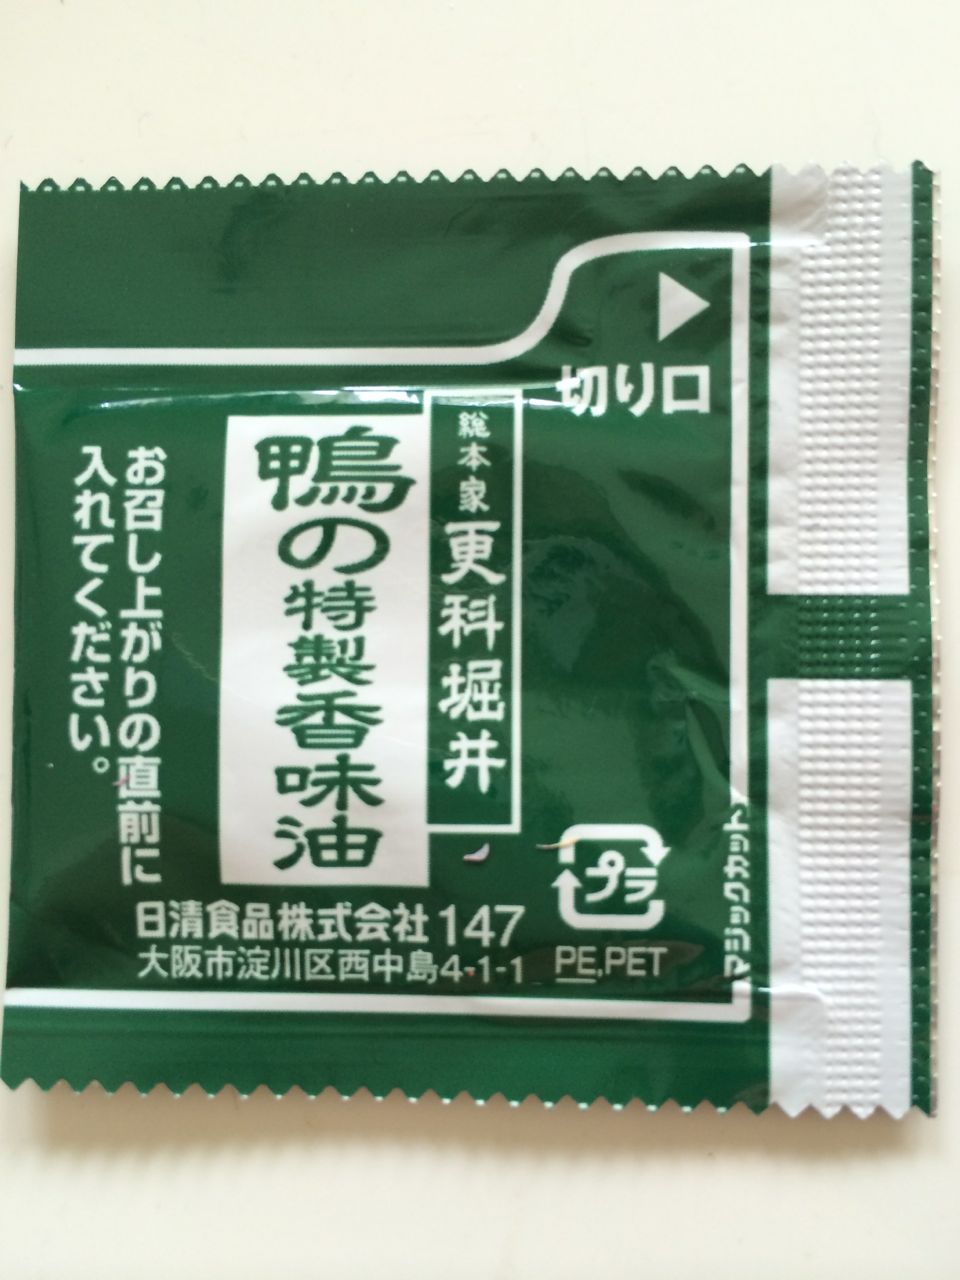 切り口
総本家 更科堀井
鴨の特製香味油
お召し上がりの直前に
入れてください。
日清食品株式会社 147
大阪市淀川区西中島4-1-1
プラ
PE,PET
マジックカット